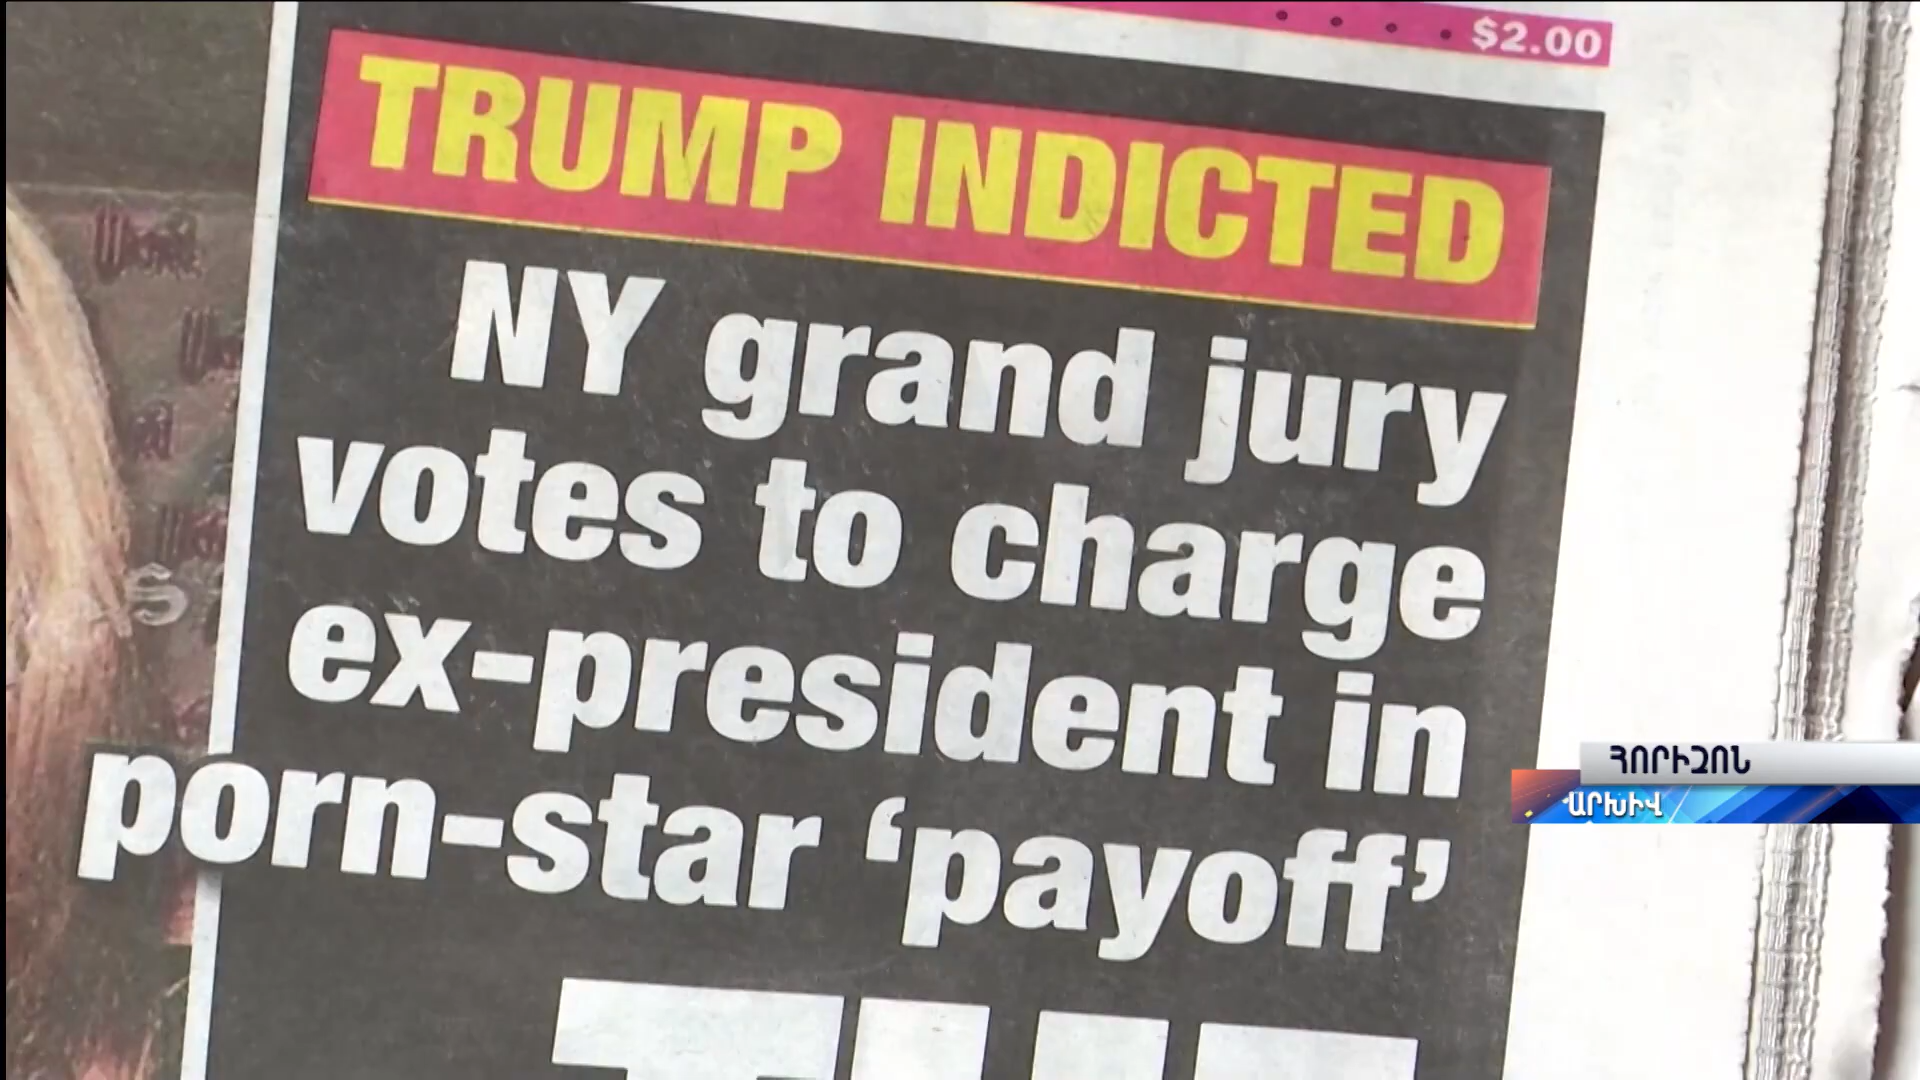 $2.00
TRUMP INDICTED
NY grand jury
votes to charge
ex-president in
porn-star ‘payoff’
ՀՈՐԻԶՈՆ
ԱՐԽԻՎ